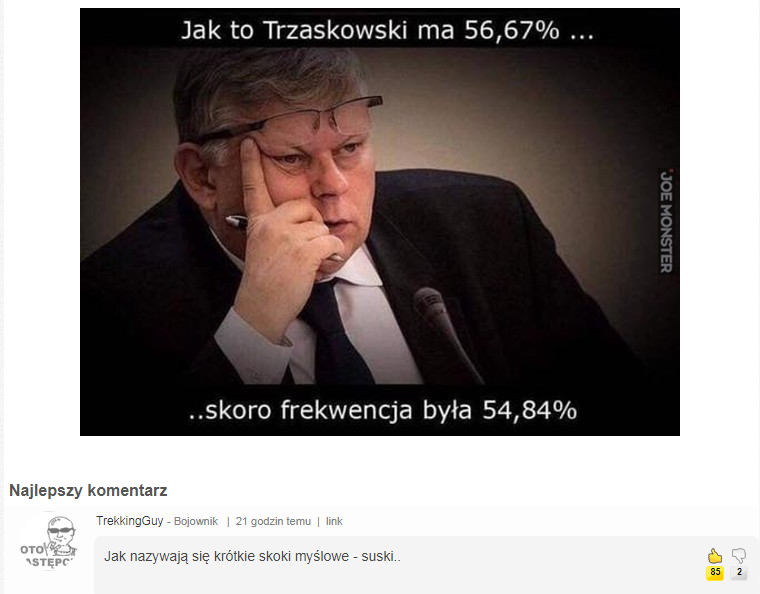 Jak to Trzaskowski ma 56,67% ...
JOE MONSTER
..skoro frekwencja była 54,84%
Najlepszy komentarz
TrekkingGuy - Bojownik | 21 godzin temu | link
OTO
Jak nazywają się krótkie skoki myślowe - suski..
85 2